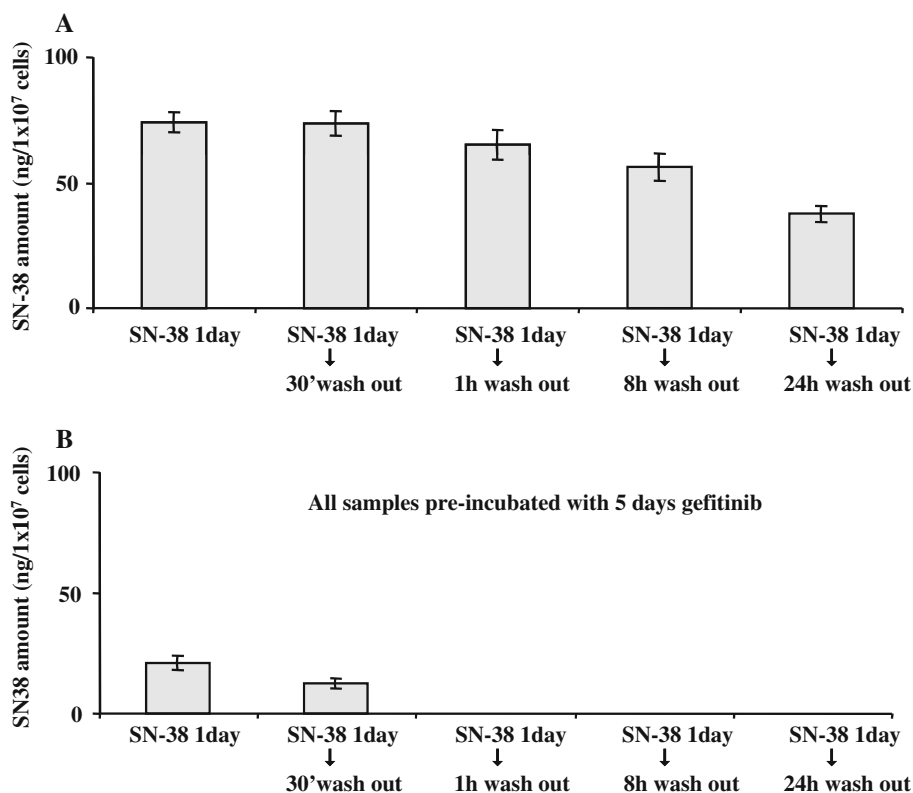 A
100
50
0
SN-38 amount (ng/1x10⁷ cells)
SN-38 1day SN-38 1day SN-38 1day SN-38 1day SN-38 1day
↓ ↓ ↓ ↓
30'wash out 1h wash out 8h wash out 24h wash out
B
100
50
0
SN38 amount (ng/1x10⁷ cells)
All samples pre-incubated with 5 days gefitinib
SN-38 1day SN-38 1day SN-38 1day SN-38 1day SN-38 1day
↓ ↓ ↓ ↓
30'wash out 1h wash out 8h wash out 24h wash out